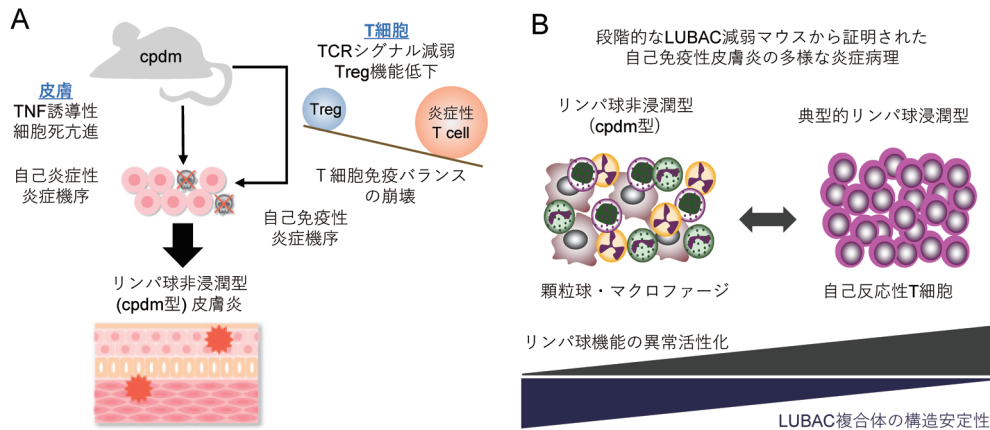 A
cpdm
皮膚
TNF誘導性
細胞死亢進
T細胞
TCRシグナル減弱
Treg機能低下
Treg
炎症性
T cell
T 細胞免疫バランス
の崩壊
自己炎症性
炎症機序
自己免疫性
炎症機序
リンパ球非浸潤型
(cpdm型) 皮膚炎
B
段階的なLUBAC減弱マウスから証明された
自己免疫性皮膚炎の多様な炎症病理
リンパ球非浸潤型
(cpdm型)
典型的リンパ球浸潤型
顆粒球・マクロファージ
自己反応性T細胞
リンパ球機能の異常活性化
LUBAC複合体の構造安定性